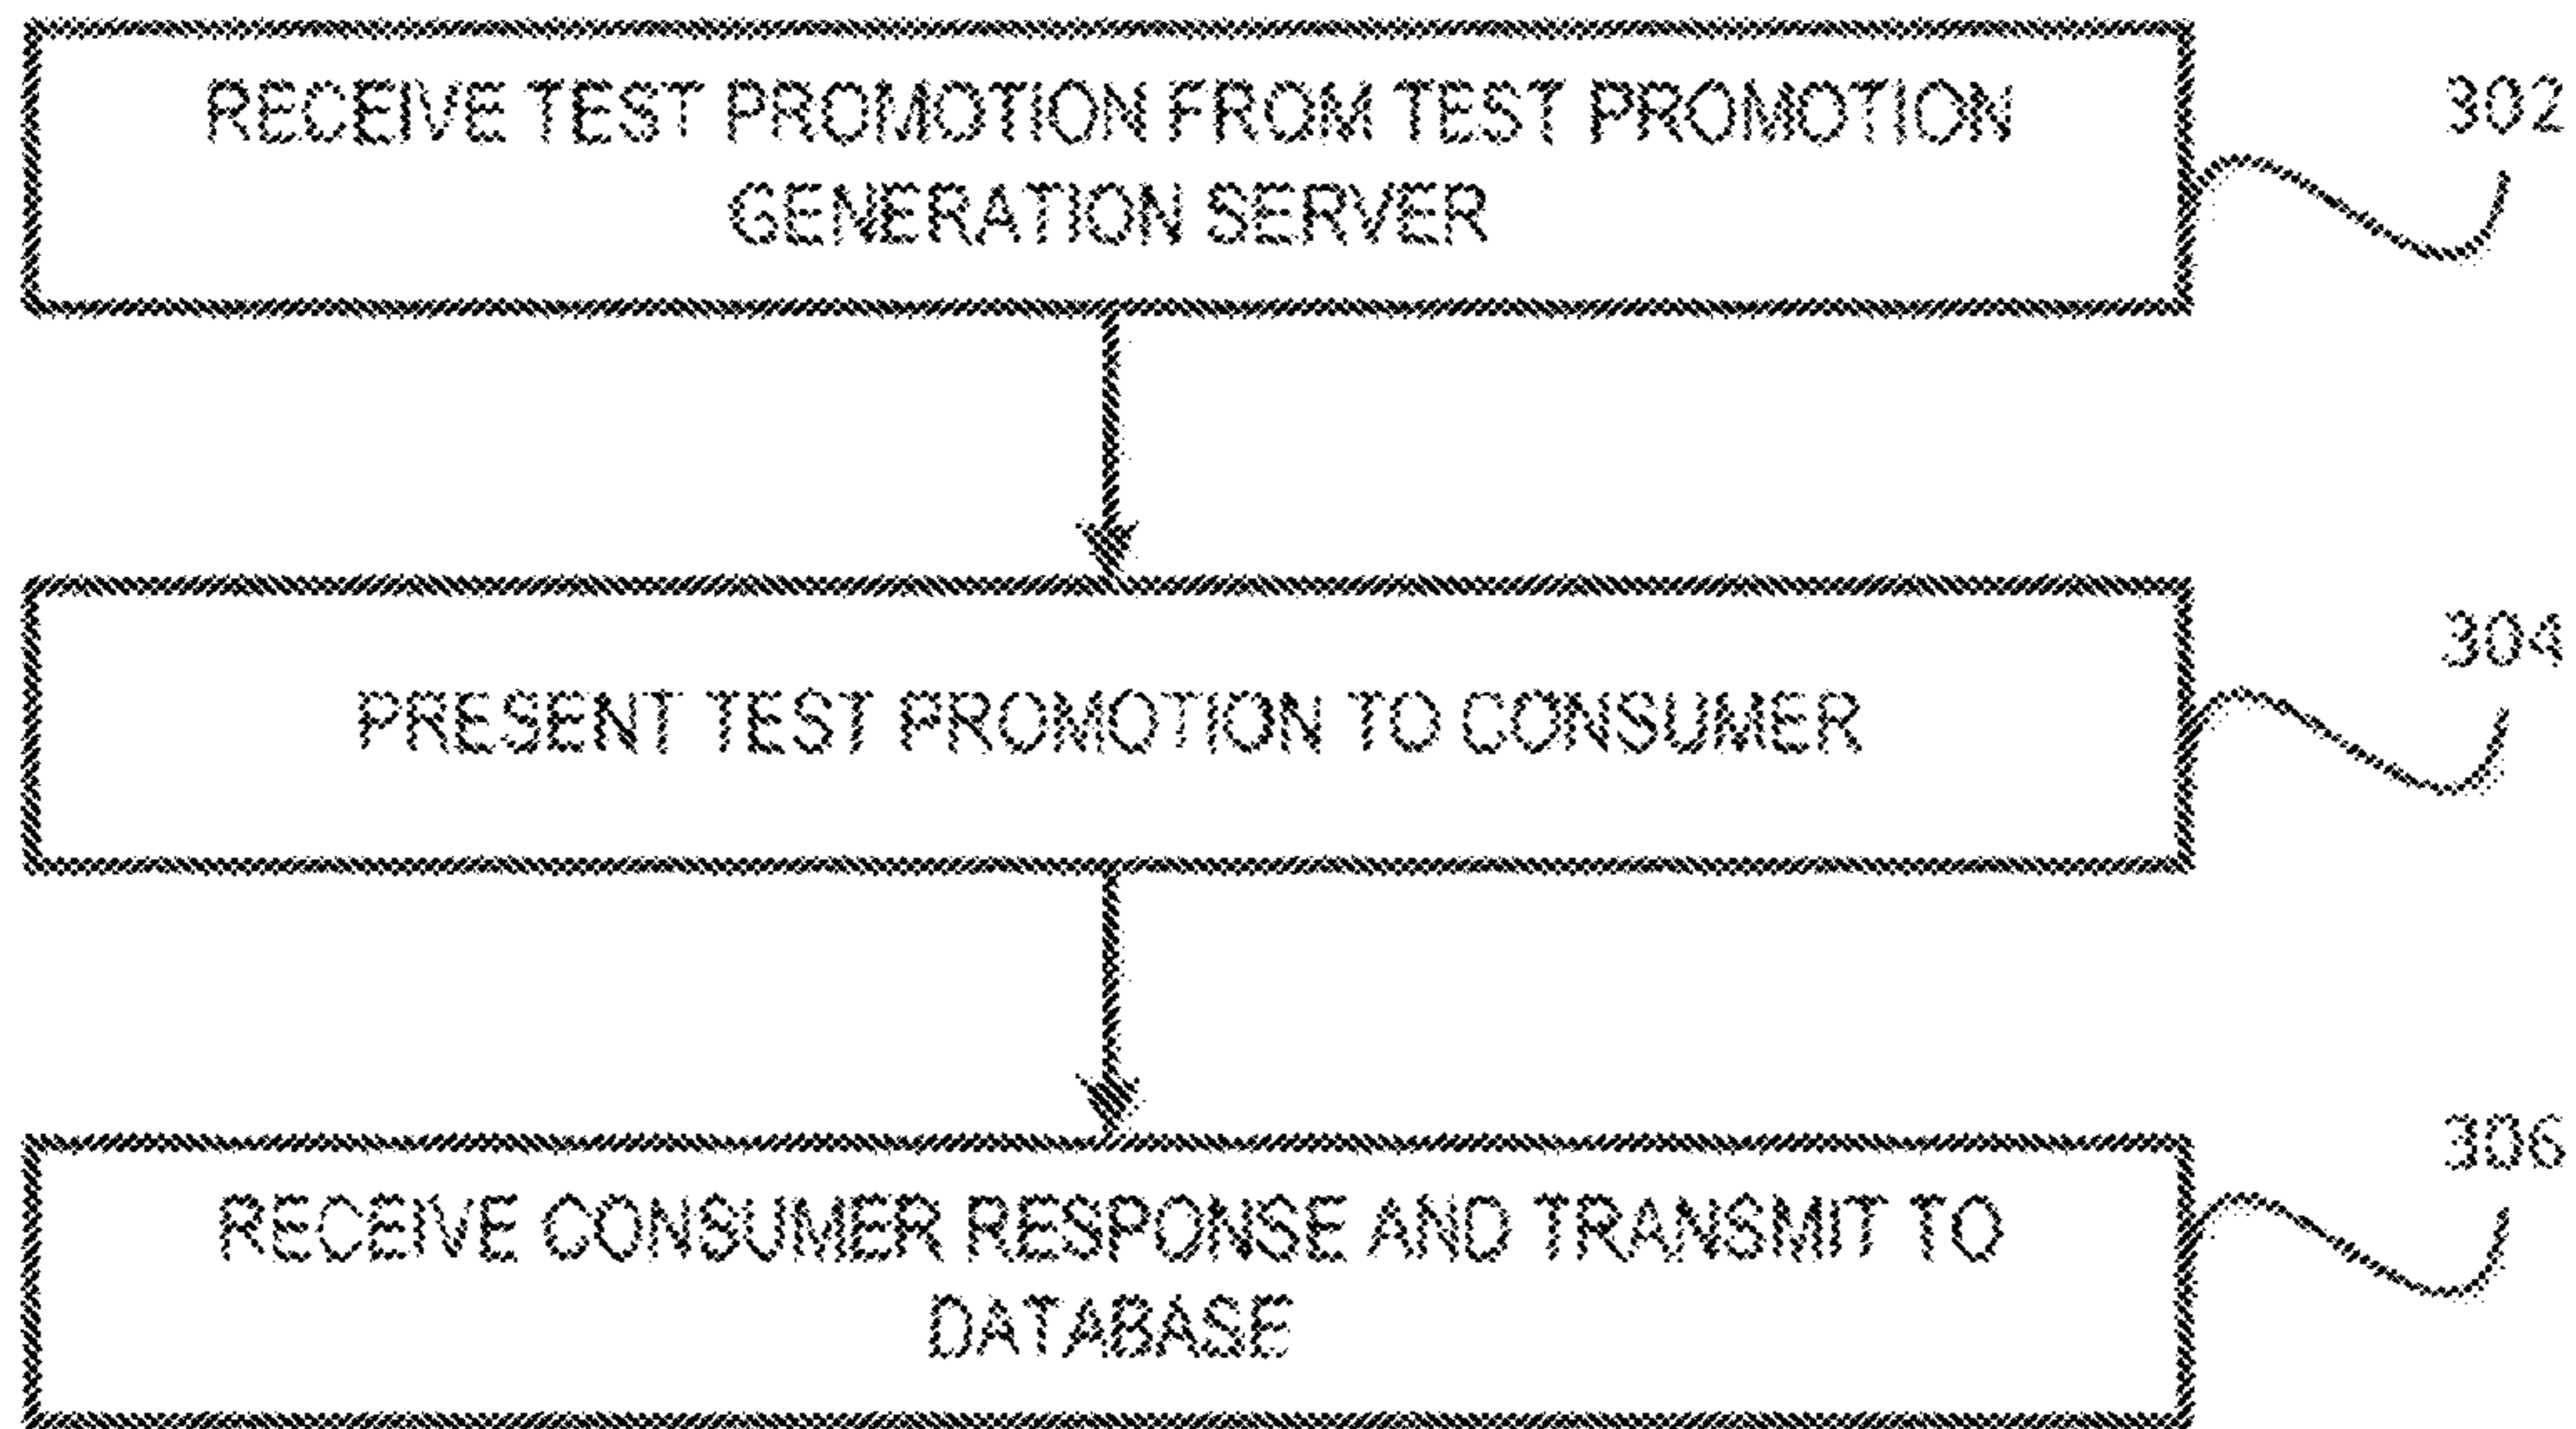 RECEIVE TEST PROMOTION FROM TEST PROMOTION
GENERATION SERVER
302
PRESENT TEST PROMOTION TO CONSUMER
304
RECEIVE CONSUMER RESPONSE AND TRANSMIT TO
DATABASE
306